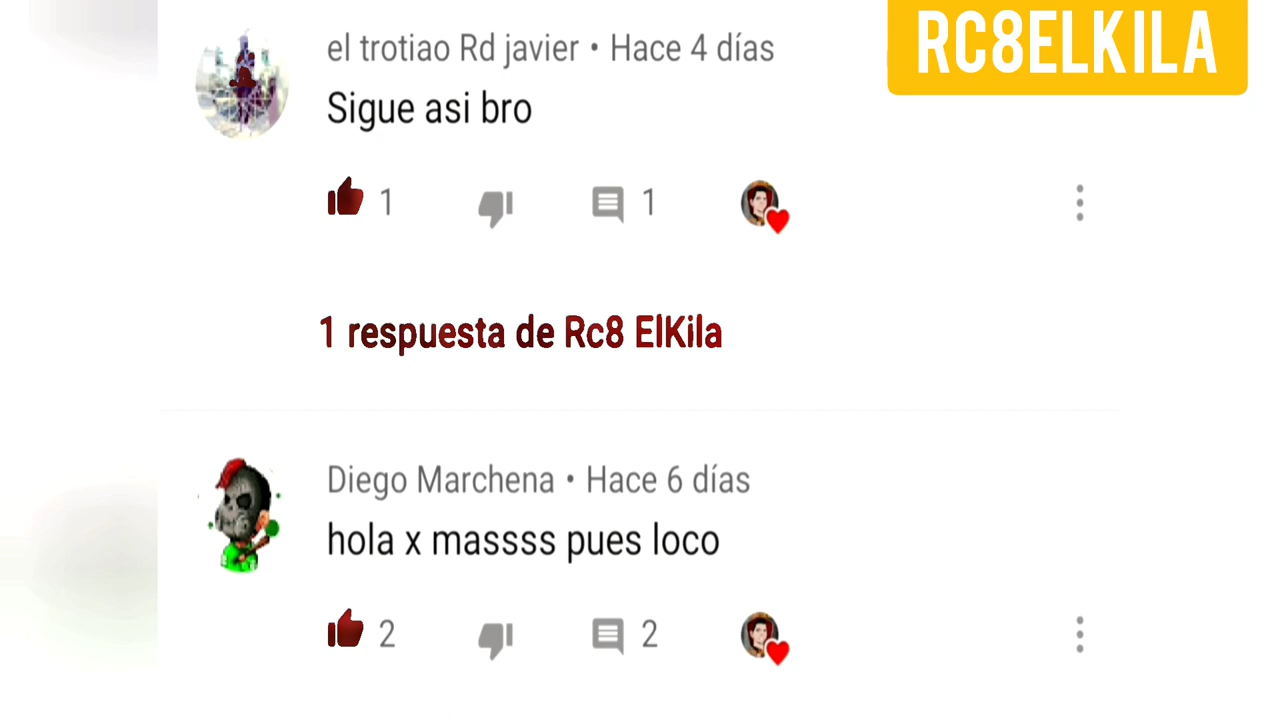 RC8ELKILA
el trotiao Rd javier • Hace 4 días
Sigue asi bro
1 1
1 respuesta de Rc8 ElKila
Diego Marchena • Hace 6 días
hola x massss pues loco
2 2